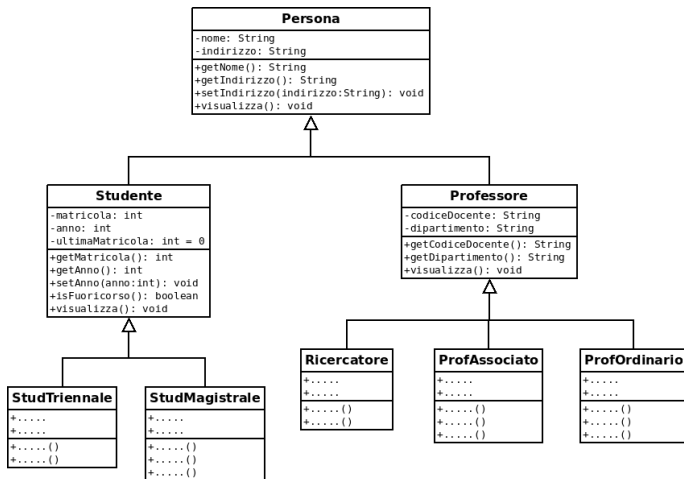 Persona
-nome: String
-indirizzo: String
+getNome(): String
+getIndirizzo(): String
+setIndirizzo(indirizzo:String): void
+visualizza(): void
Studente
-matricola: int
-anno: int
-ultimaMatricola: int = 0
+getMatricola(): int
+getAnno(): int
+setAnno(anno:int): void
+isFuoricorso(): boolean
+visualizza(): void
Professore
-codiceDocente: String
-dipartimento: String
+getCodiceDocente(): String
+getDipartimento(): String
+visualizza(): void
StudTriennale
+.....
+.....
+.....()
+.....()
StudMagistrale
+.....
+.....
+.....()
+.....()
+.....()
Ricercatore
+.....
+.....
+.....()
+.....()
ProfAssociato
+.....
+.....
+.....()
+.....()
+.....()
ProfOrdinario
+.....
+.....
+.....()
+.....()
+.....()